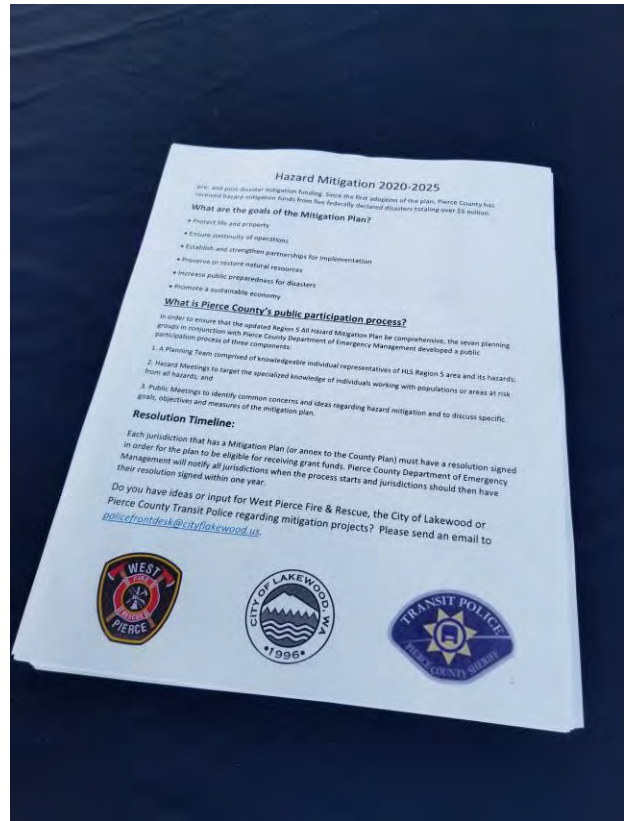 Hazard Mitigation 2020-2025
pre- and post-disaster mitigation funding. Since the first adoption of the plan, Pierce County has
received hazard mitigation funds from five federally declared disasters totaling over $5 million.
What are the goals of the Mitigation Plan?
• Protect life and property
• Ensure continuity of operations
• Establish and strengthen partnerships for implementation
• Preserve or restore natural resources
• Increase public preparedness for disasters
• Promote a sustainable economy
What is Pierce County's public participation process?
In order to ensure that the updated Region 5 All Hazard Mitigation Plan be comprehensive, the seven planning
groups in conjunction with Pierce County Department of Emergency Management developed a public
participation process of three components:
1. A Planning Team comprised of knowledgeable individual representatives of HLS Region 5 area and its hazards;
2. Hazard Meetings to target the specialized knowledge of individuals working with populations or areas at risk
from all hazards; and
3. Public Meetings to identify common concerns and ideas regarding hazard mitigation and to discuss specific
goals, objectives and measures of the mitigation plan.
Resolution Timeline:
Each jurisdiction that has a Mitigation Plan (or annex to the County Plan) must have a resolution signed
in order for the plan to be eligible for receiving grant funds. Pierce County Department of Emergency
Management will notify all jurisdictions when the process starts and jurisdictions should then have
their resolution signed within one year.
Do you have ideas or input for West Pierce Fire & Rescue, the City of Lakewood or
Pierce County Transit Police regarding mitigation projects? Please send an email to
policefrontdesk@cityflakewood.us.
WEST
FIRE
RESCUE
PIERCE
CITY OF LAKEWOOD, WA
•1996•
TRANSIT POLICE
PIERCE COUNTY SHERIFF